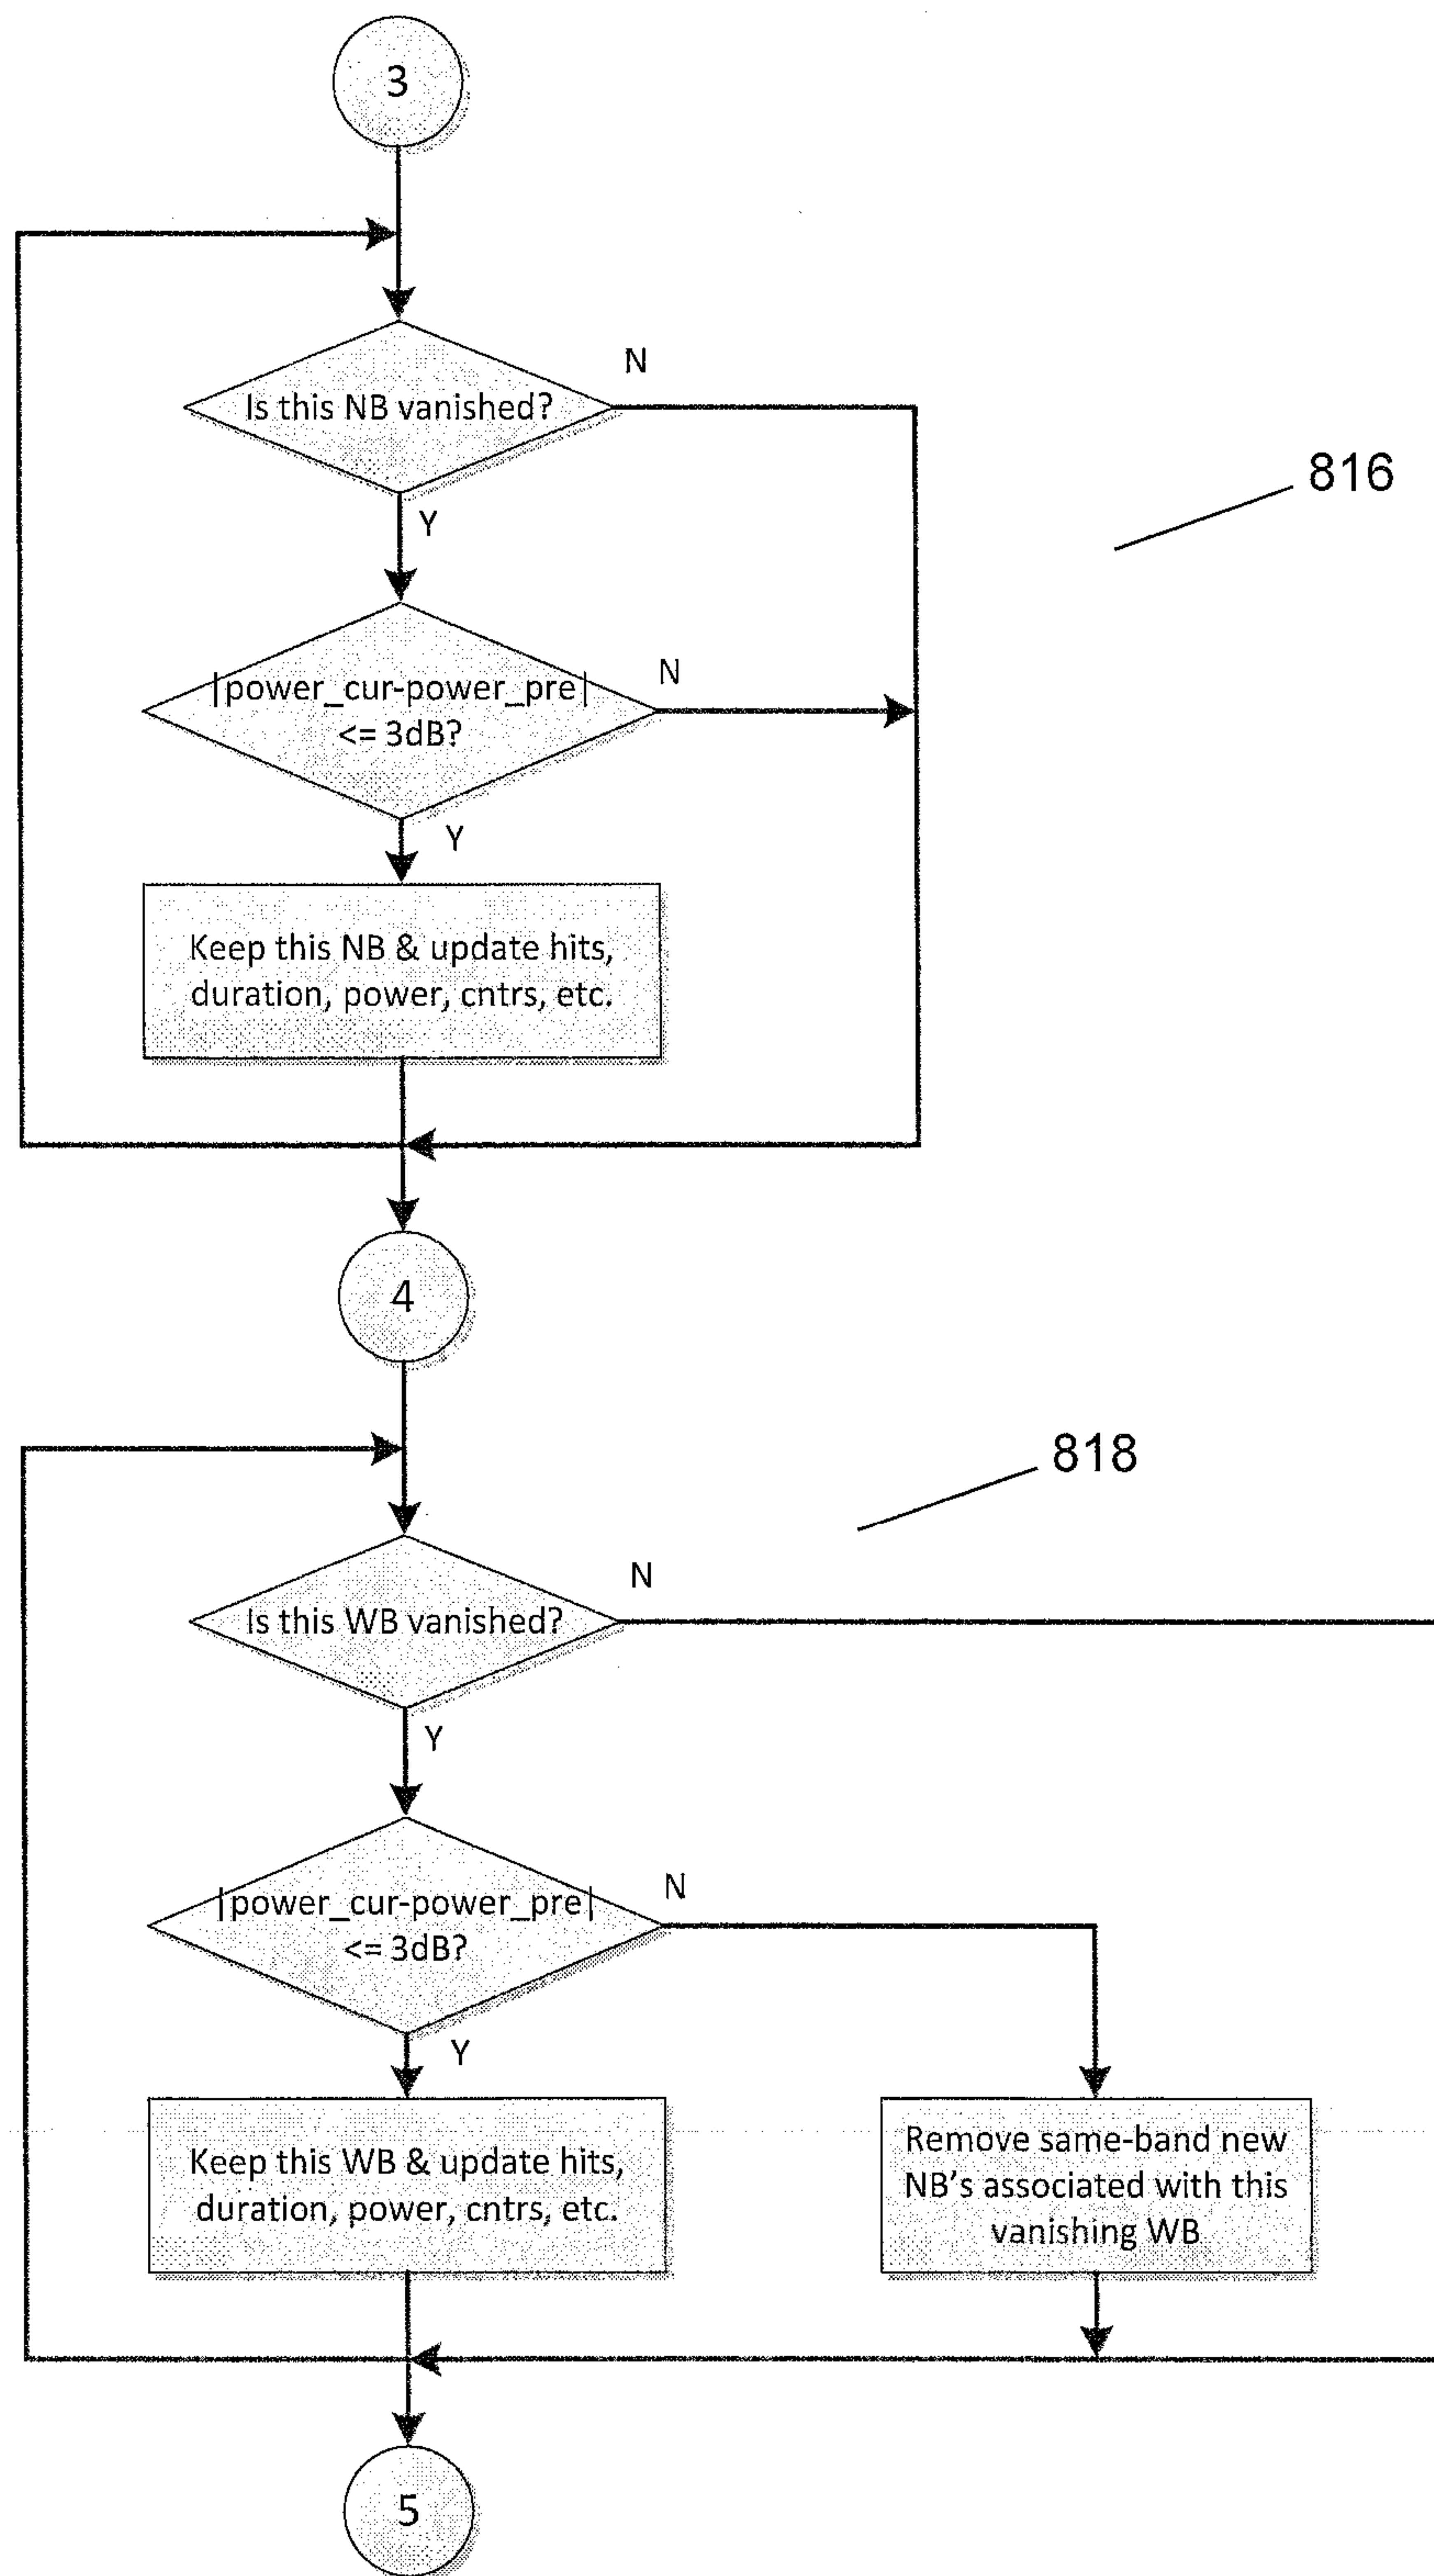 3
Is this NB vanished?
N
816
Y
|power_cur-power_pre|
<= 3dB?
N
Y
Keep this NB & update hits,
duration, power, cntrs, etc.
4
818
Is this WB vanished?
N
Y
|power_cur-power_pre|
<= 3dB?
N
Y
Keep this WB & update hits,
duration, power, cntrs, etc.
Remove same-band new
NB's associated with this
vanishing WB
5